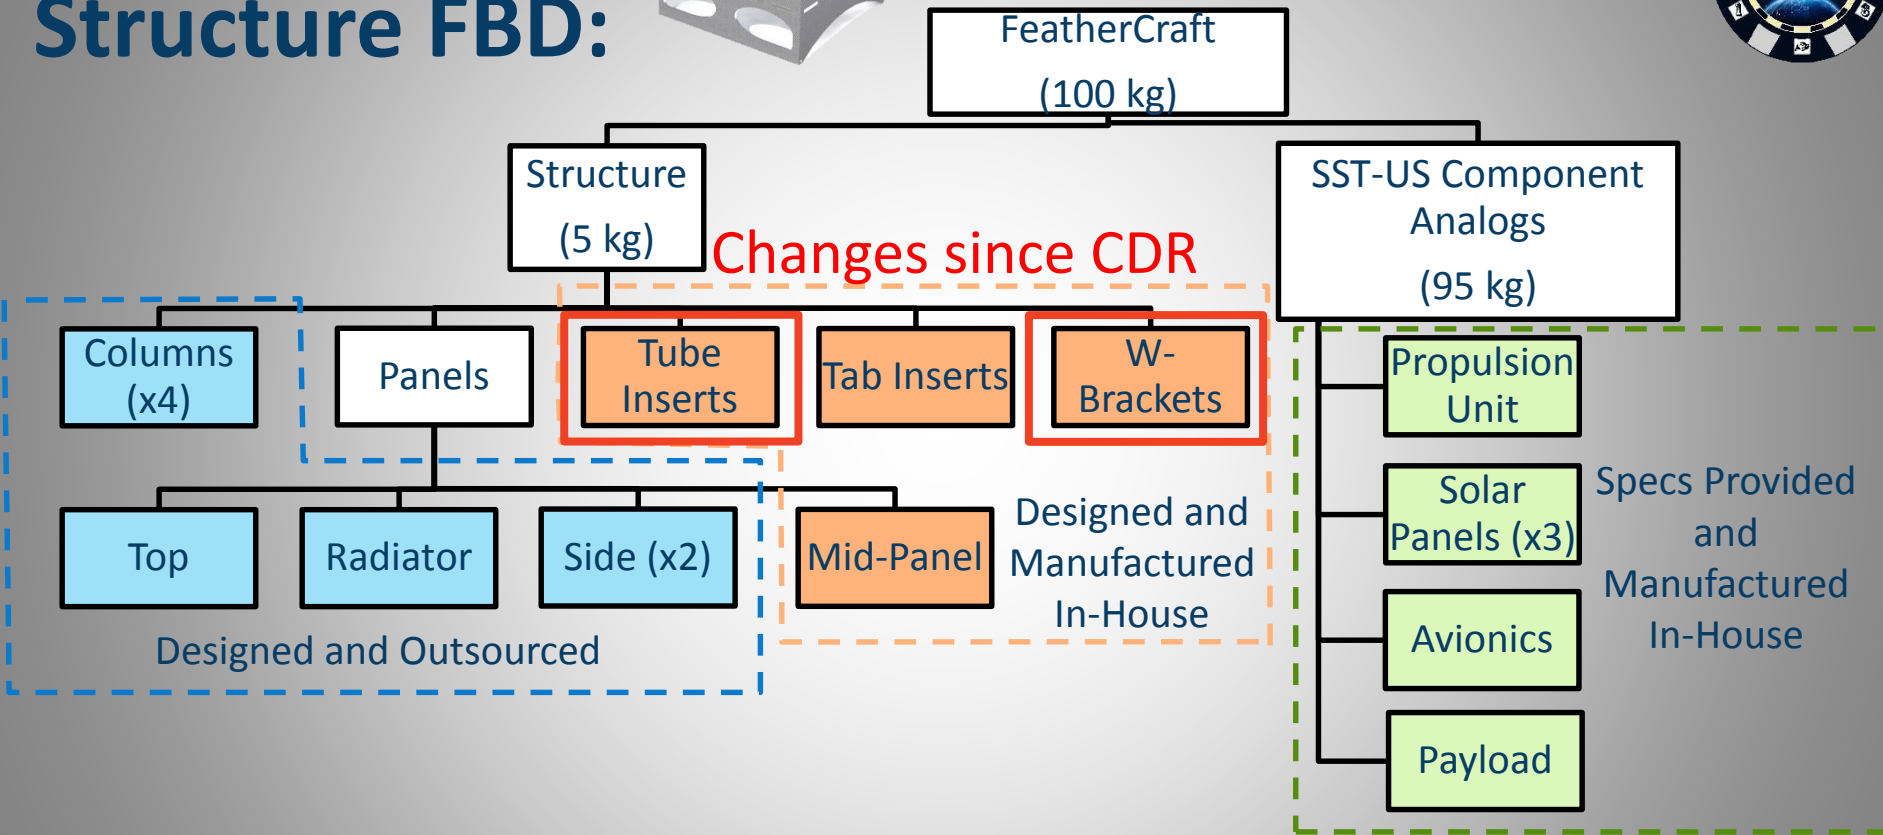 Structure FBD:
FeatherCraft
(100 kg)
Structure
(5 kg)
SST-US Component
Analogs
(95 kg)
Changes since CDR
Columns
(x4)
Panels
Tube
Inserts
Tab Inserts
W-
Brackets
Propulsion
Unit
Top
Radiator
Side (x2)
Mid-Panel
Designed and
Manufactured
In-House
Solar
Panels (x3)
Specs Provided
and
Manufactured
In-House
Designed and Outsourced
Avionics
Payload